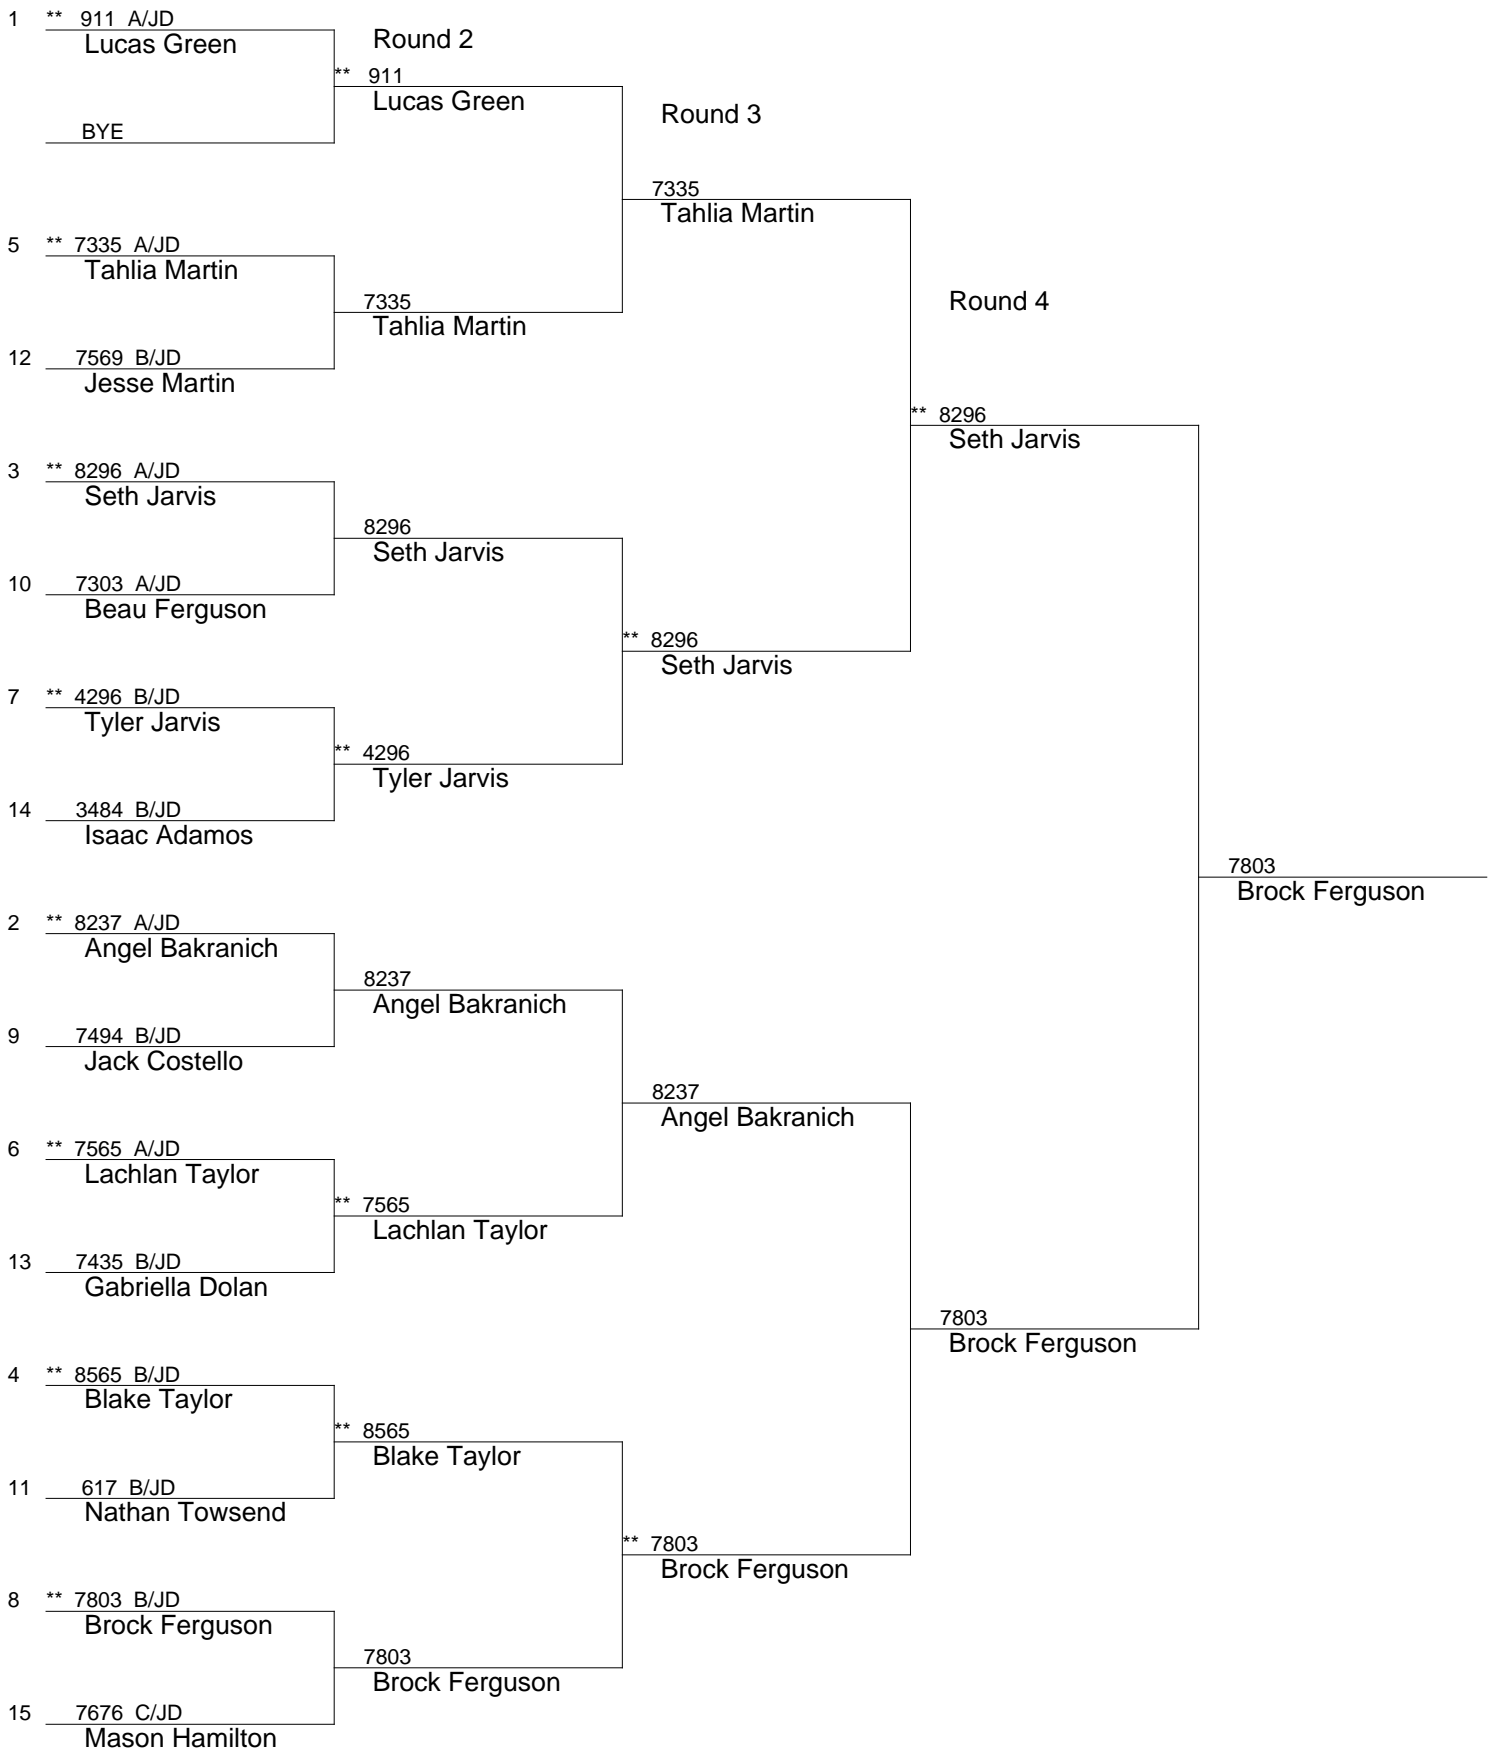 1 ** 911 A/JD
Lucas Green
Round 2
** 911
Lucas Green
BYE
Round 3
7335
Tahlia Martin
5 ** 7335 A/JD
Tahlia Martin
7335
Tahlia Martin
Round 4
12 7569 B/JD
Jesse Martin
** 8296
Seth Jarvis
3 ** 8296 A/JD
Seth Jarvis
8296
Seth Jarvis
10 7303 A/JD
Beau Ferguson
** 8296
Seth Jarvis
7 ** 4296 B/JD
Tyler Jarvis
** 4296
Tyler Jarvis
14 3484 B/JD
Isaac Adamos
7803
Brock Ferguson
2 ** 8237 A/JD
Angel Bakranich
8237
Angel Bakranich
9 7494 B/JD
Jack Costello
8237
Angel Bakranich
6 ** 7565 A/JD
Lachlan Taylor
** 7565
Lachlan Taylor
13 7435 B/JD
Gabriella Dolan
7803
Brock Ferguson
4 ** 8565 B/JD
Blake Taylor
** 8565
Blake Taylor
11 617 B/JD
Nathan Towsend
** 7803
Brock Ferguson
8 ** 7803 B/JD
Brock Ferguson
7803
Brock Ferguson
15 7676 C/JD
Mason Hamilton